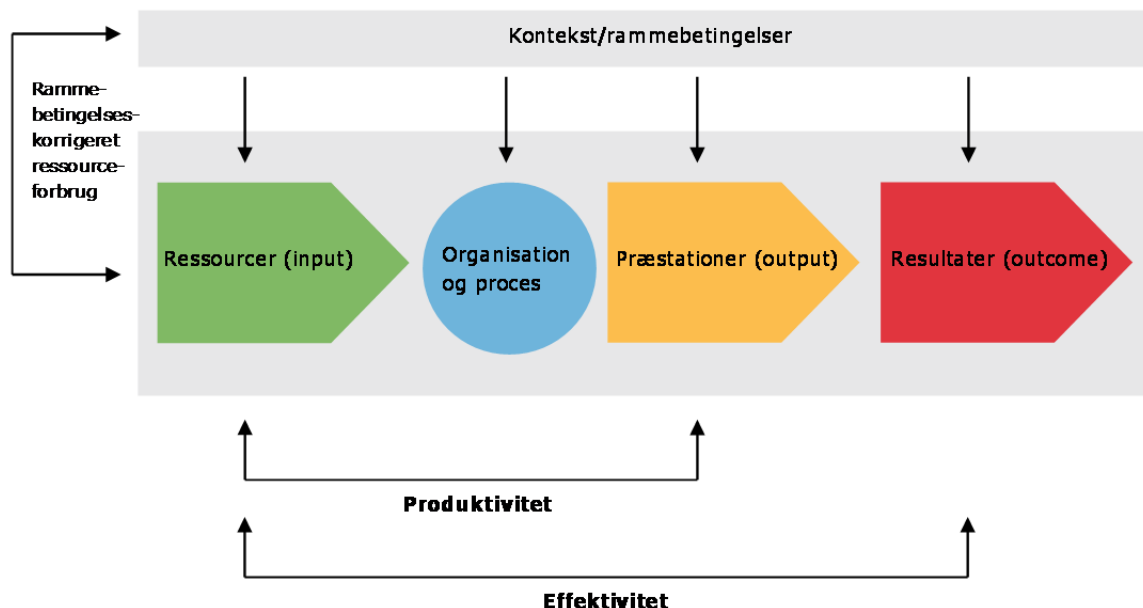 Kontekst/rammebetingelser
Ramme-
betingelses-
korrigeret
ressource-
forbrug
Ressourcer (input)
Organisation
og proces
Præstationer (output)
Resultater (outcome)
Produktivitet
Effektivitet